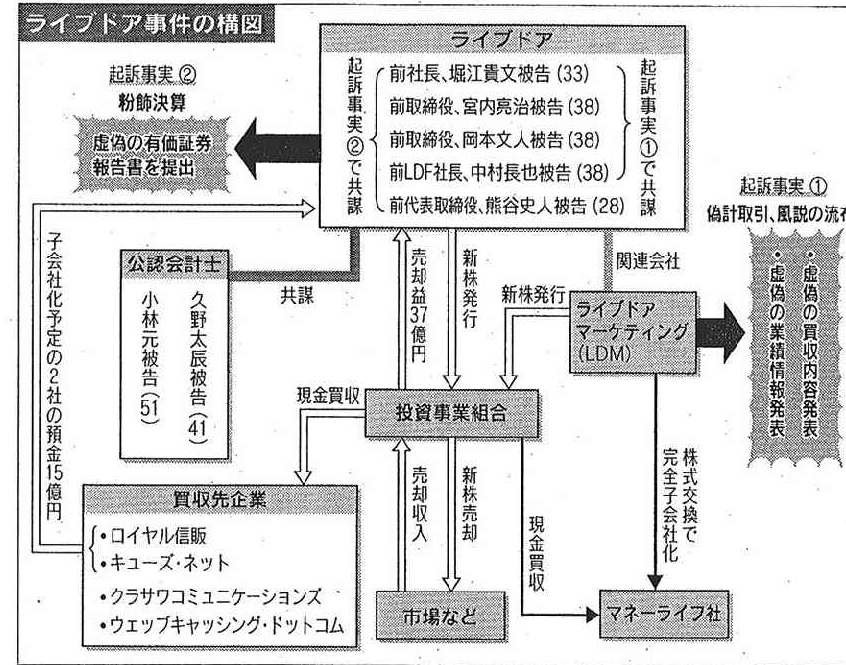 ライブドア事件の構図
ライブドア
起訴事実②で共謀
前社長、堀江貴文被告(33)
前取締役、宮内亮治被告(38)
前取締役、岡本文人被告(38)
前LDF社長、中村長也被告(38)
前代表取締役、熊谷史人被告(28)
起訴事実①で共謀
起訴事実②
粉飾決算
虚偽の有価証券
報告書を提出
起訴事実①
偽計取引、風説の流布
・虚偽の買収内容発表
・虚偽の業績情報発表
子会社化予定の2社の預金15億円
公認会計士
久野太辰被告(41)
小林元被告(51)
共謀
売却益37億円
新株発行
新株発行
関連会社
ライブドア
マーケティング
(LDM)
現金買収
投資事業組合
株式交換で
完全子会社化
買収先企業
・ロイヤル信販
・キューズ・ネット
・クラサワコミュニケーションズ
・ウェッブキャッシング・ドットコム
売却収入
新株売却
現金買収
市場など
マネーライフ社